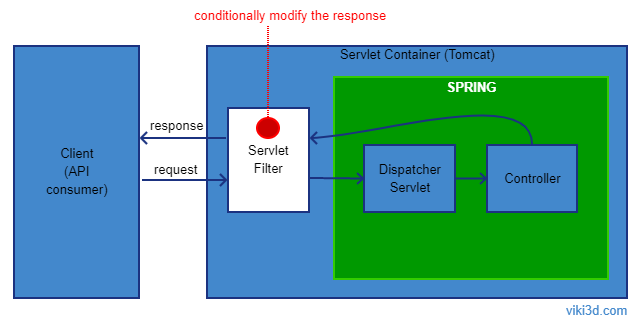 conditionally modify the response
Servlet Container (Tomcat)
SPRING
response
Client
(API
consumer)
request
Servlet
Filter
Dispatcher
Servlet
Controller
viki3d.com